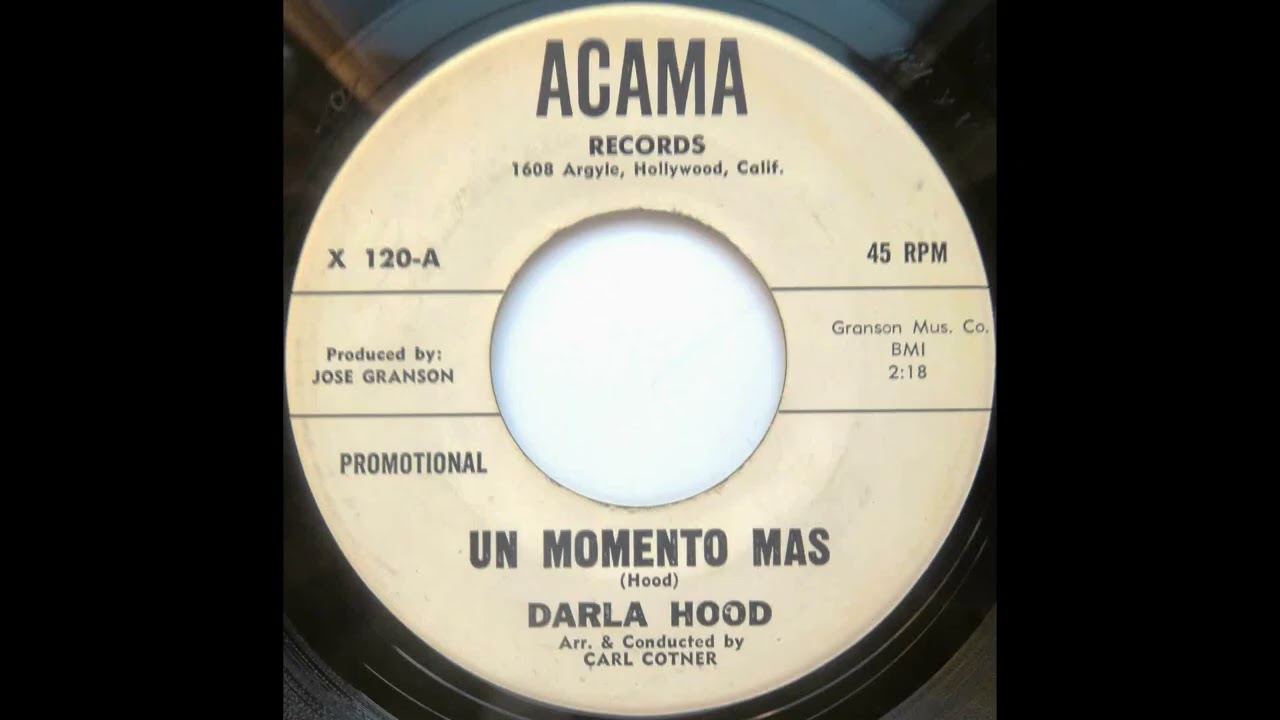 ACAMA
RECORDS
1608 Argyle, Hollywood, Calif.
X 120-A
45 RPM
Produced by:
JOSE GRANSON
Granson Mus. Co.
BMI
2:18
PROMOTIONAL
UN MOMENTO MAS
(Hood)
DARLA HOOD
Arr. & Conducted by
CARL COTNER